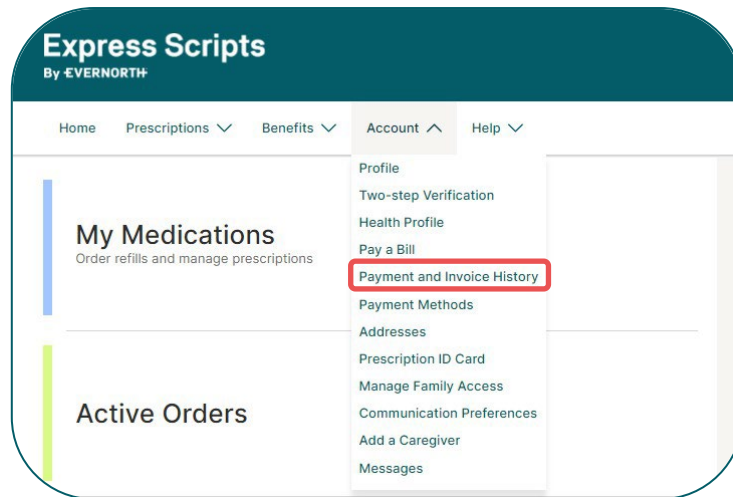 Express Scripts
By EVERNORTH
Home Prescriptions Benefits Account Help
Profile
Two-step Verification
Health Profile
Pay a Bill
Payment and Invoice History
Payment Methods
Addresses
Prescription ID Card
Manage Family Access
Communication Preferences
Add a Caregiver
Messages
My Medications
Order refills and manage prescriptions
Active Orders